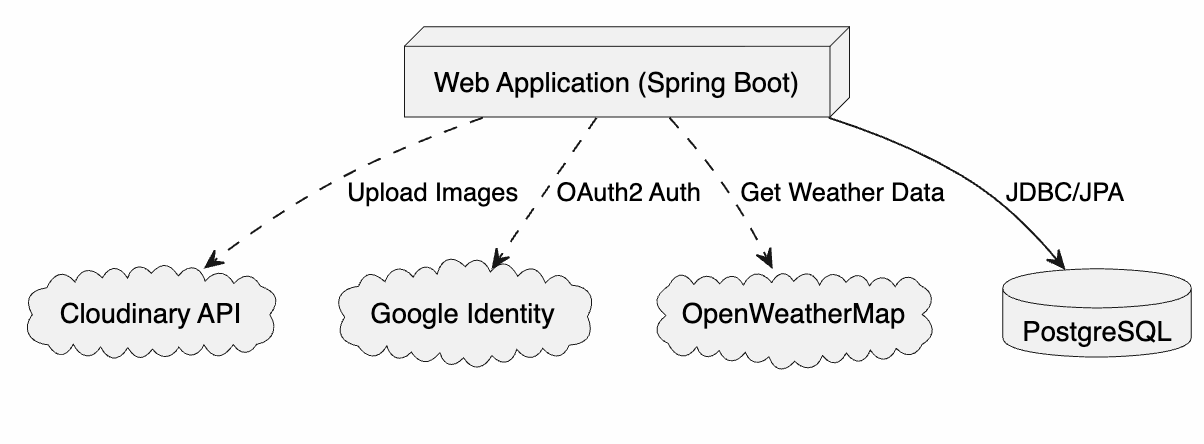 Web Application (Spring Boot)
Upload Images
OAuth2 Auth
Get Weather Data
JDBC/JPA
Cloudinary API
Google Identity
OpenWeatherMap
PostgreSQL